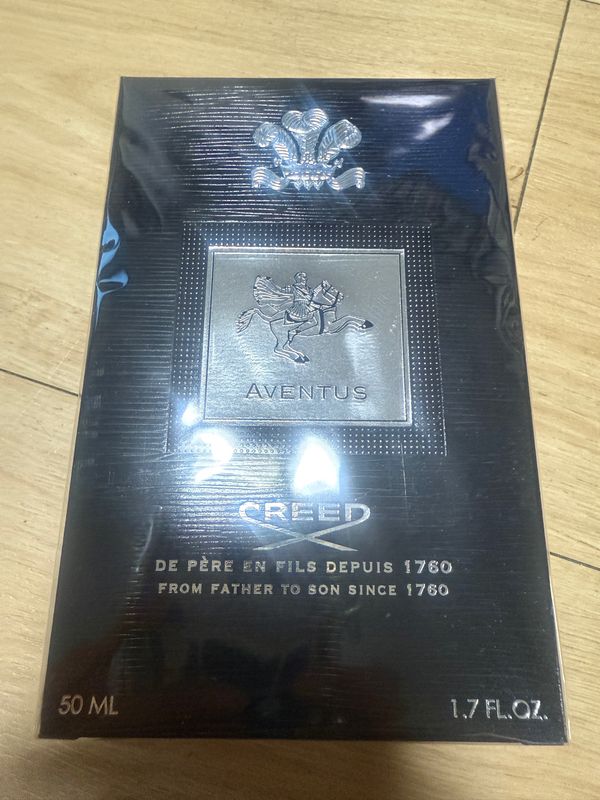 AVENTUS
CREED
DE PÈRE EN FILS DEPUIS 1760
FROM FATHER TO SON SINCE 1760
50 ML
1.7 FL.OZ.